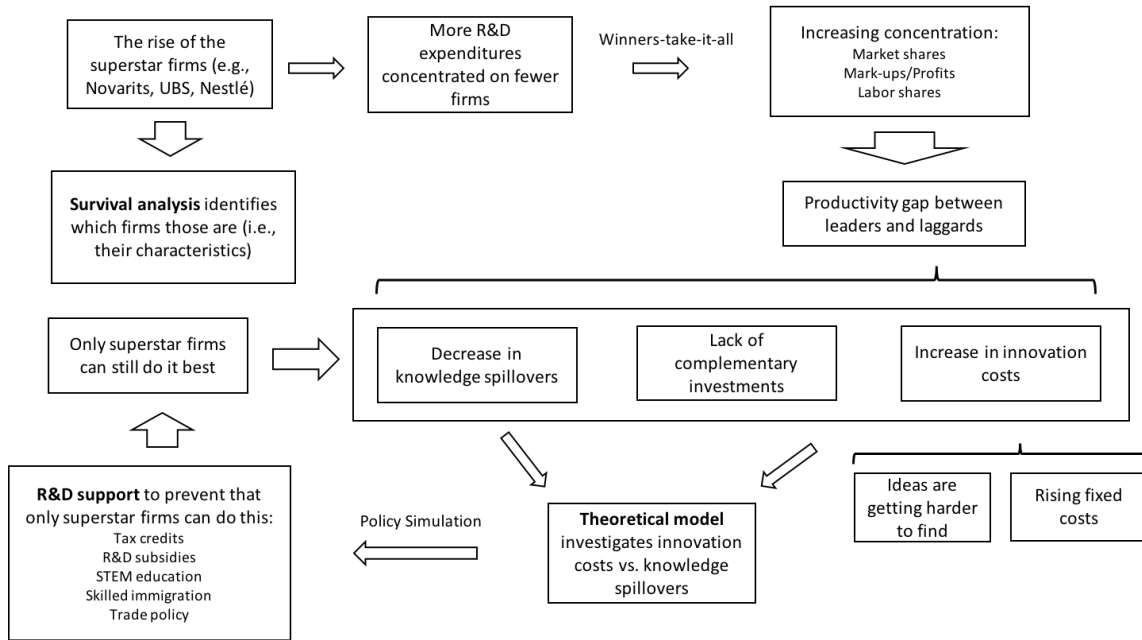 The rise of the
superstar firms (e.g.,
Novarits, UBS, Nestlé)
More R&D
expenditures
concentrated on fewer
firms
Winners-take-it-all
Increasing concentration:
Market shares
Mark-ups/Profits
Labor shares
Survival analysis identifies
which firms those are (i.e.,
their characteristics)
Productivity gap between
leaders and laggards
Only superstar firms
can still do it best
Decrease in
knowledge spillovers
Lack of
complementary
investments
Increase in innovation
costs
R&D support to prevent that
only superstar firms can do this:
Tax credits
R&D subsidies
STEM education
Skilled immigration
Trade policy
Policy Simulation
Theoretical model
investigates innovation
costs vs. knowledge
spillovers
Ideas are
getting harder
to find
Rising fixed
costs